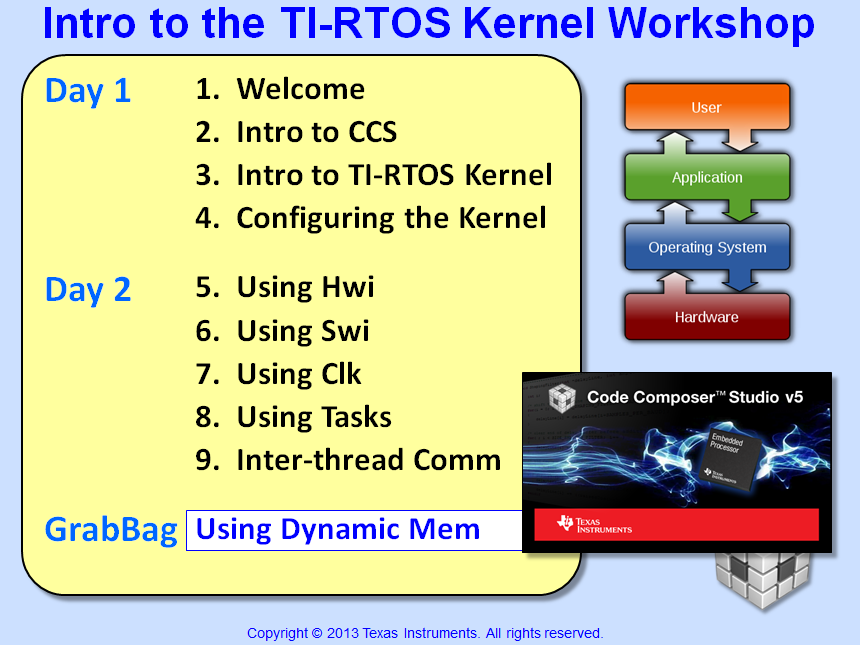 Intro to the TI-RTOS Kernel Workshop
Day 1
1. Welcome
2. Intro to CCS
3. Intro to TI-RTOS Kernel
4. Configuring the Kernel
Day 2
5. Using Hwi
6. Using Swi
7. Using Clk
8. Using Tasks
9. Inter-thread Comm
GrabBag
Using Dynamic Mem
User
Application
Operating System
Hardware
Code Composer™ Studio v5
Embedded
Processor
TEXAS
INSTRUMENTS
TEXAS
INSTRUMENTS
Copyright © 2013 Texas Instruments. All rights reserved.